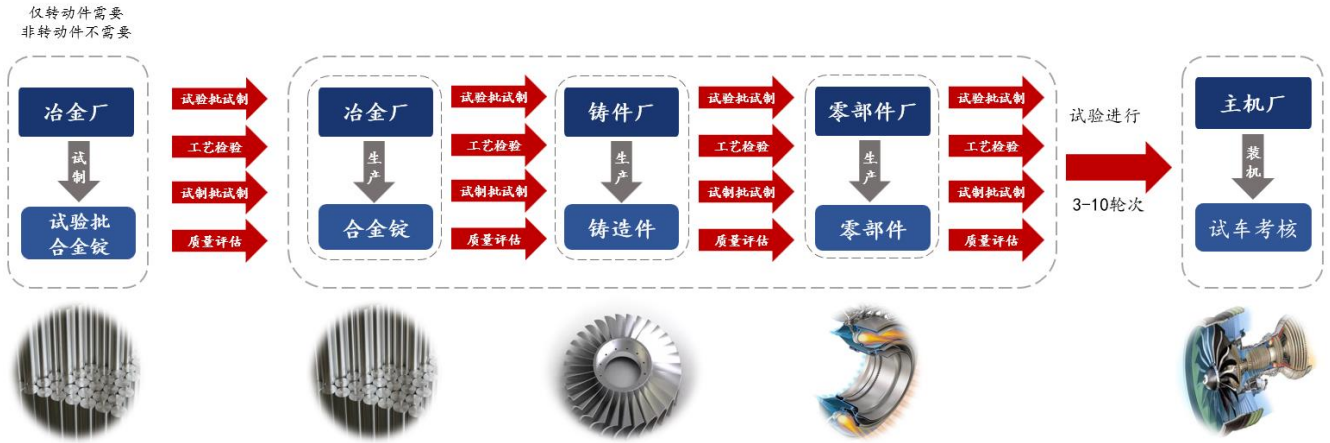 仅转动件需要
非转动件不需要
冶金厂
试制
试验批
合金锭
试验批试制
工艺检验
试制批试制
质量评估
冶金厂
生产
合金锭
试验批试制
工艺检验
试制批试制
质量评估
铸件厂
生产
铸造件
试验批试制
工艺检验
试制批试制
质量评估
零部件厂
生产
零部件
试验批试制
工艺检验
试制批试制
质量评估
试验进行
3-10轮次
主机厂
装机
试车考核